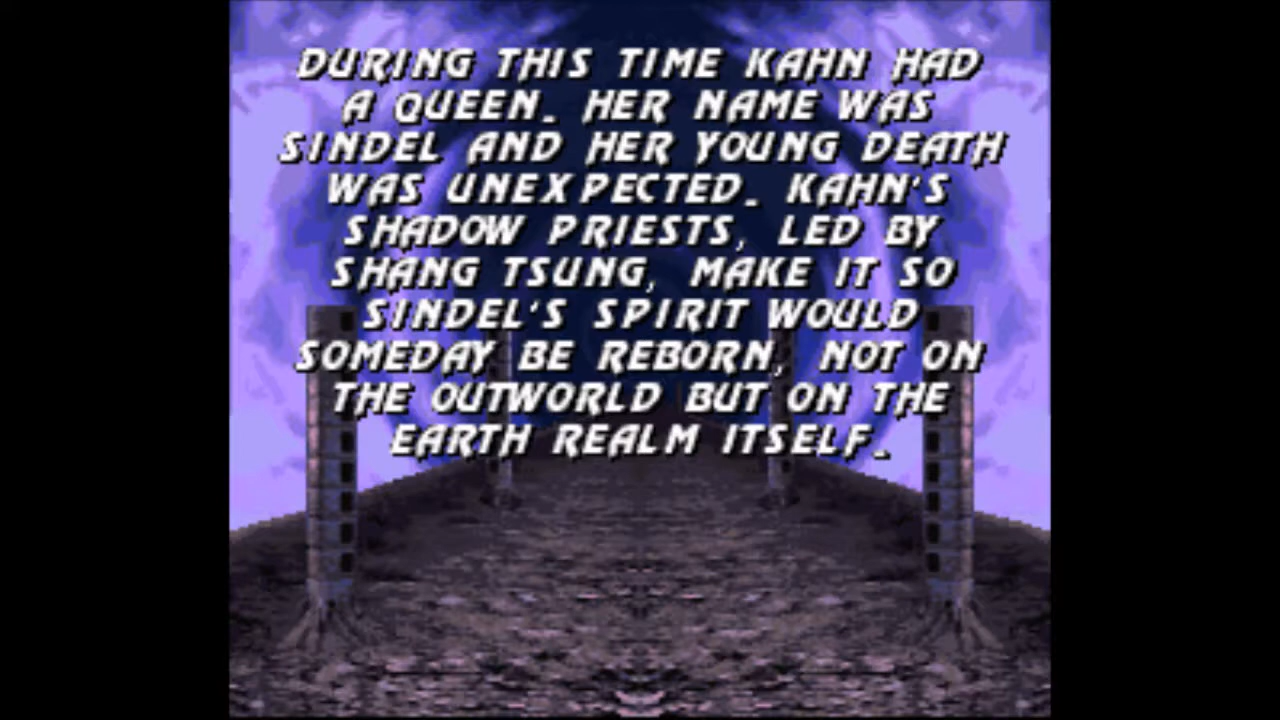 DURING THIS TIME KAHN HAD
A QUEEN. HER NAME WAS
SINDEL AND HER YOUNG DEATH
WAS UNEXPECTED. KAHN'S
SHADOW PRIESTS, LED BY
SHANG TSUNG, MAKE IT SO
SINDEL'S SPIRIT WOULD
SOMEDAY BE REBORN, NOT ON
THE OUTWORLD BUT ON THE
EARTH REALM ITSELF.